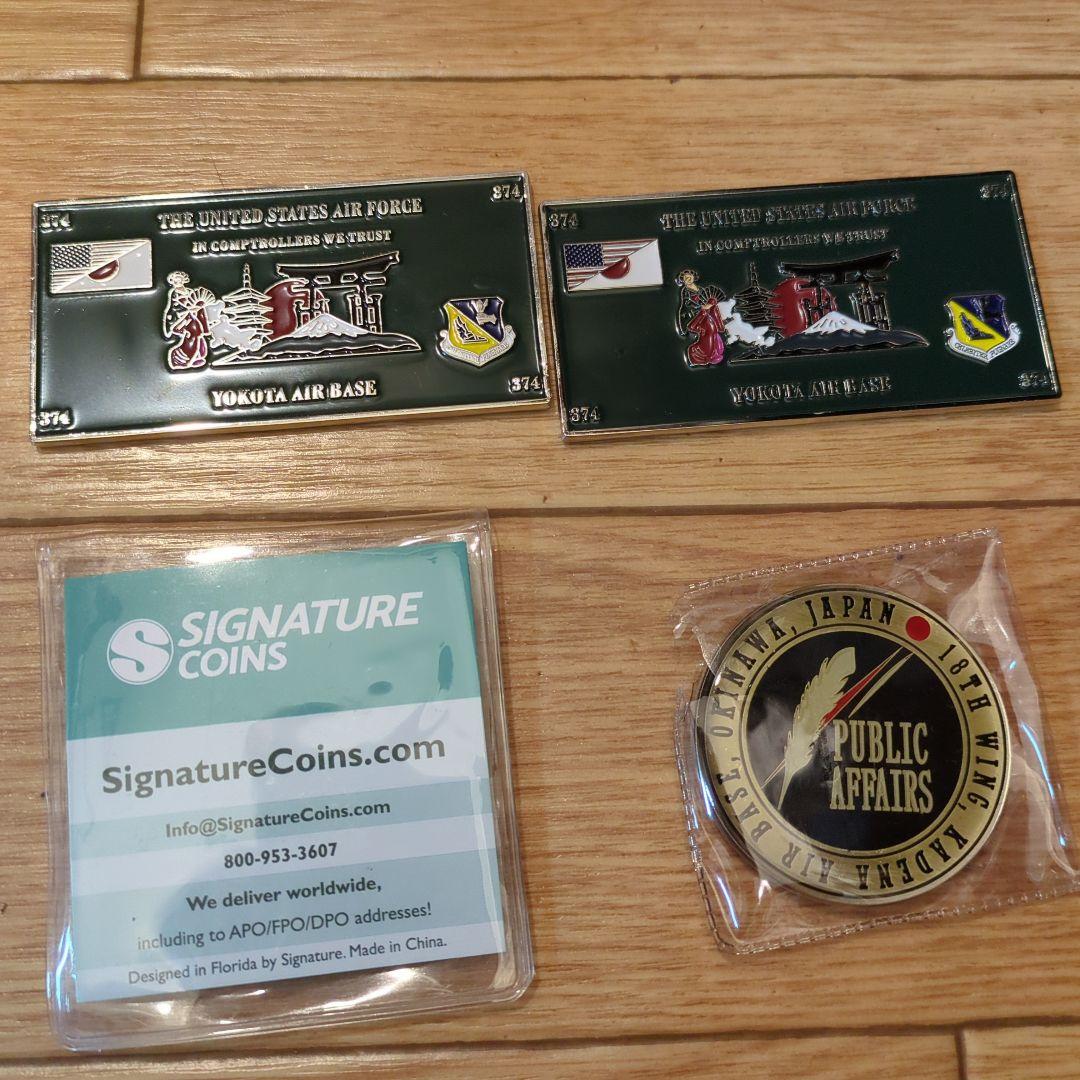 374
374
THE UNITED STATES AIR FORCE
IN COMPTROLLERS WE TRUST
YOKOTA AIR BASE
374
374
374
374
THE UNITED STATES AIR FORCE
IN COMPTROLLERS WE TRUST
YOKOTA AIR BASE
374
374
S SIGNATURE
COINS
SignatureCoins.com
Info@SignatureCoins.com
800-953-3607
We deliver worldwide,
including to APO/FPO/DPO addresses!
Designed in Florida by Signature. Made in China.
18TH WING, KADENA AIR BASE, OKINAWA, JAPAN
PUBLIC
AFFAIRS